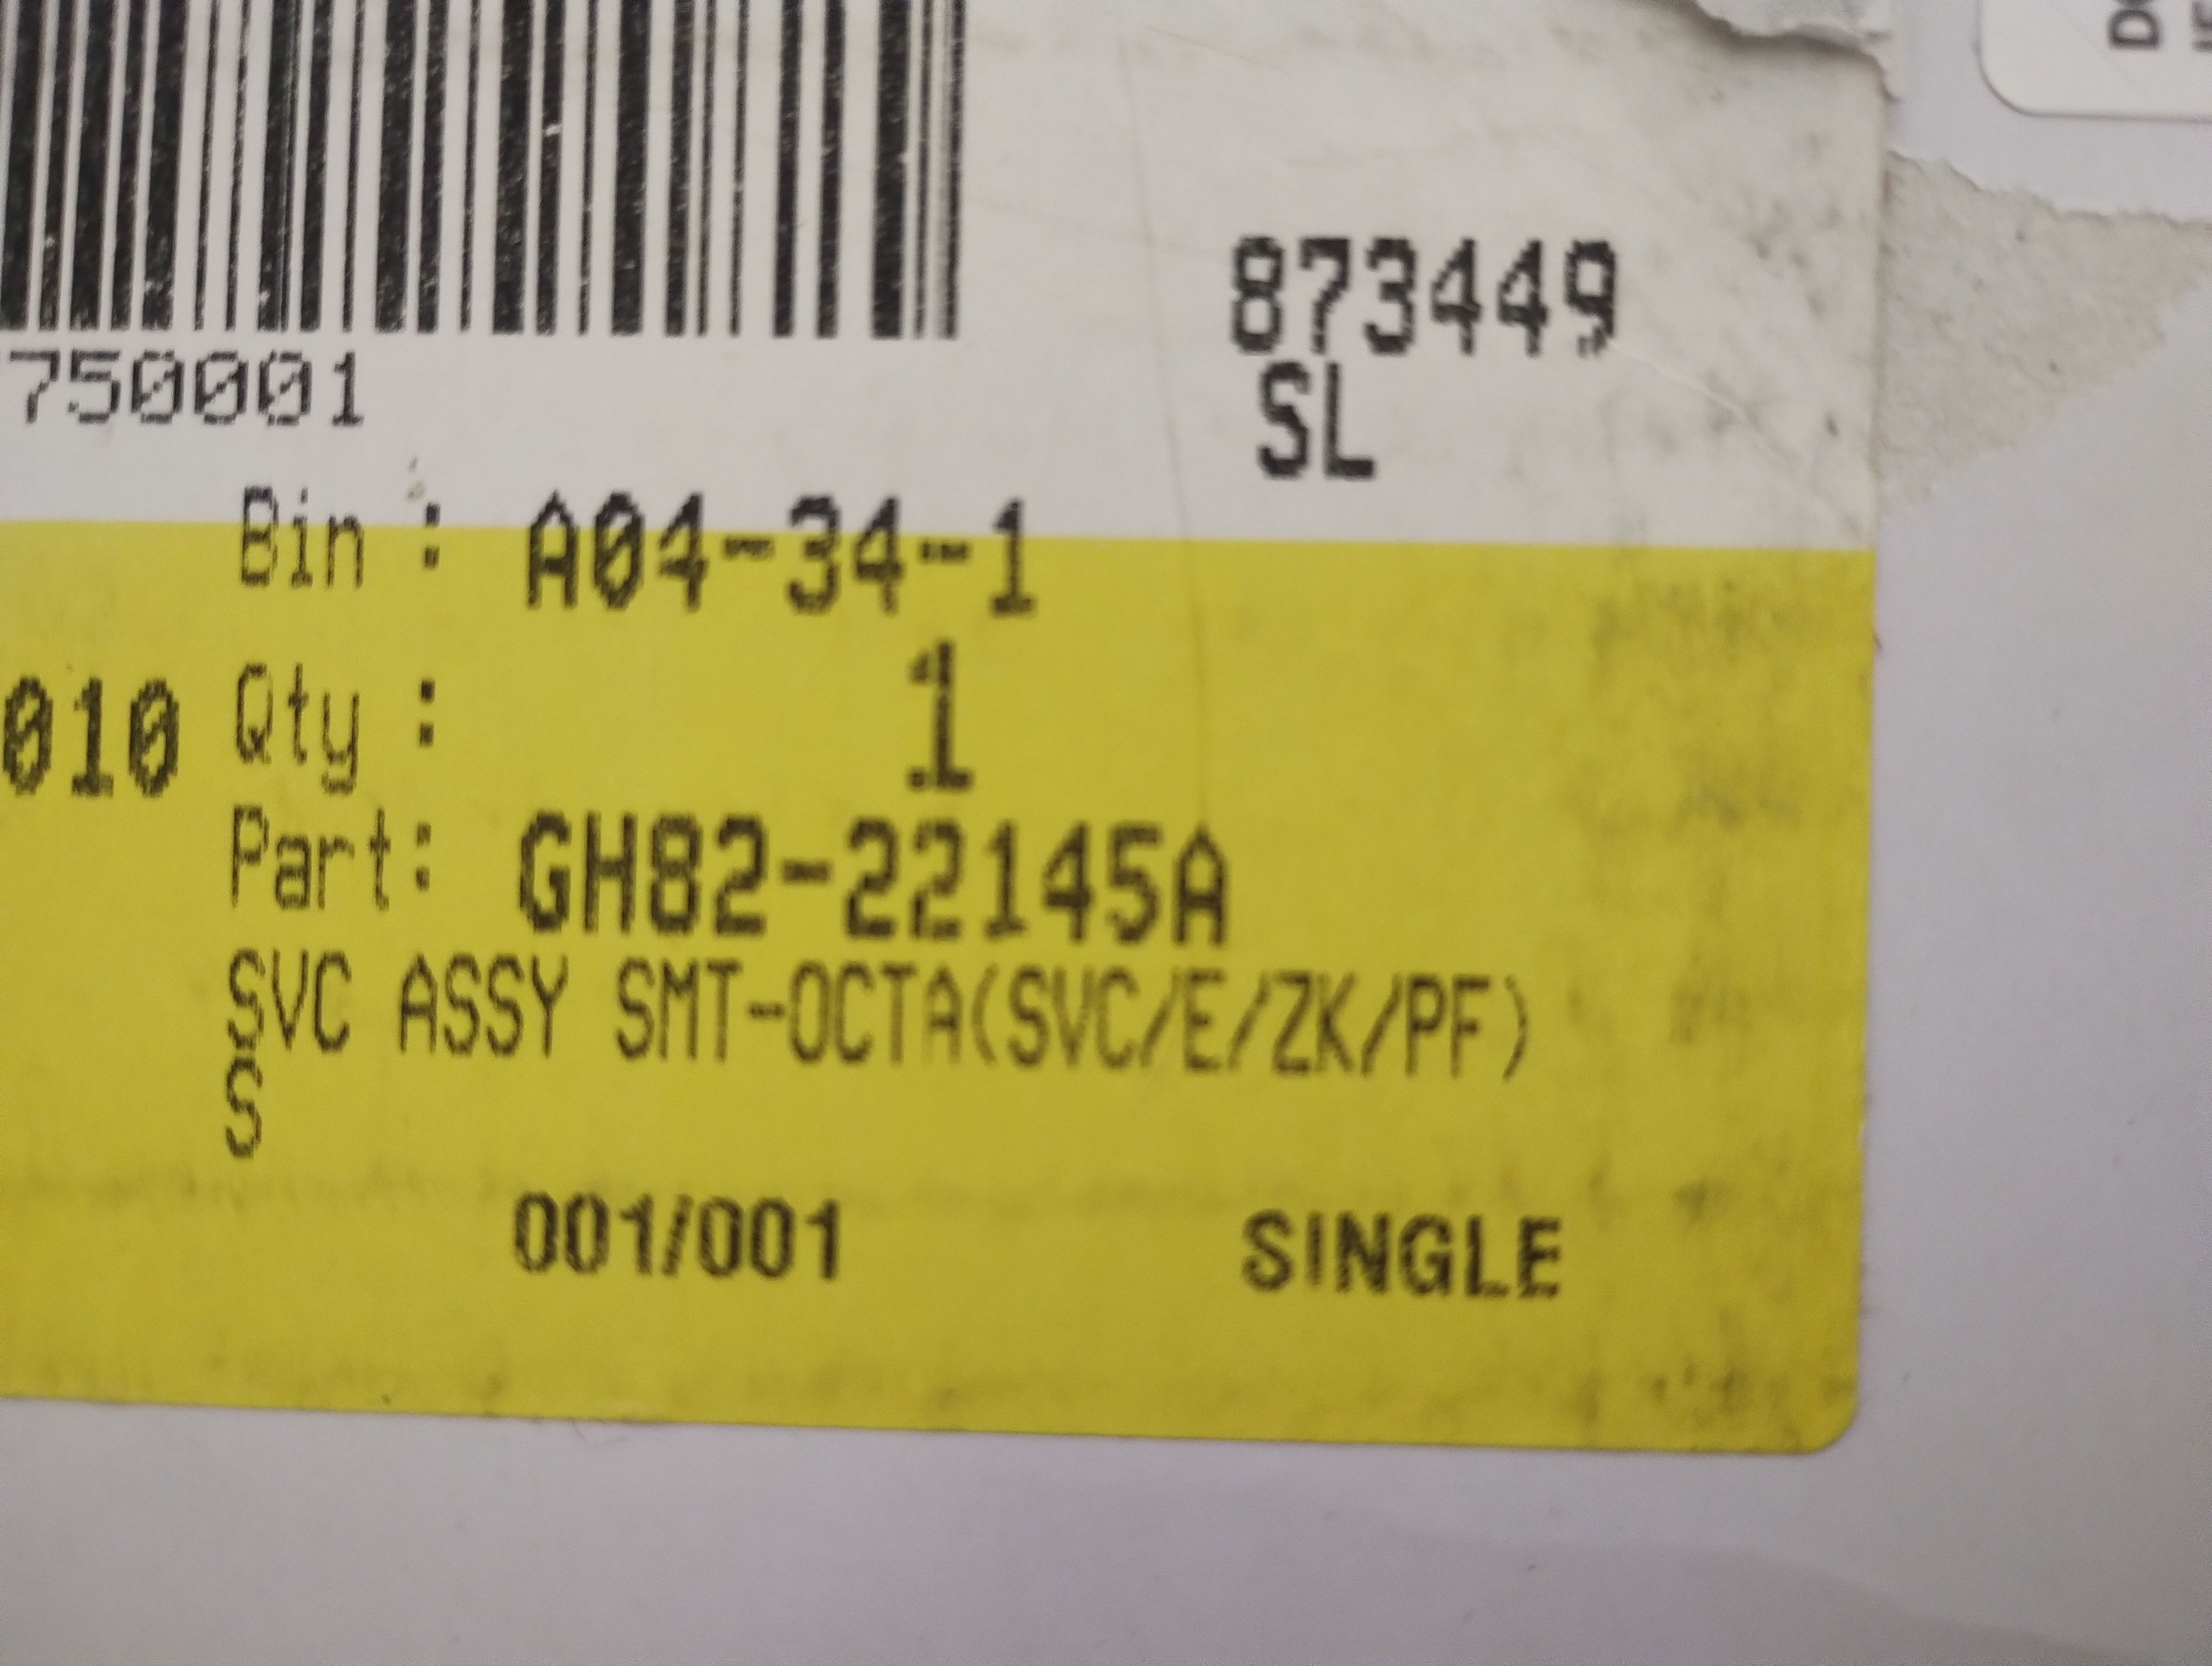 873449
750001
SL
Bin : A04-34-1
010 Qty : 1
Part: GH82-22145A
SVC ASSY SMT-OCTA(SVC/E/ZK/PF)
S
001/001 SINGLE